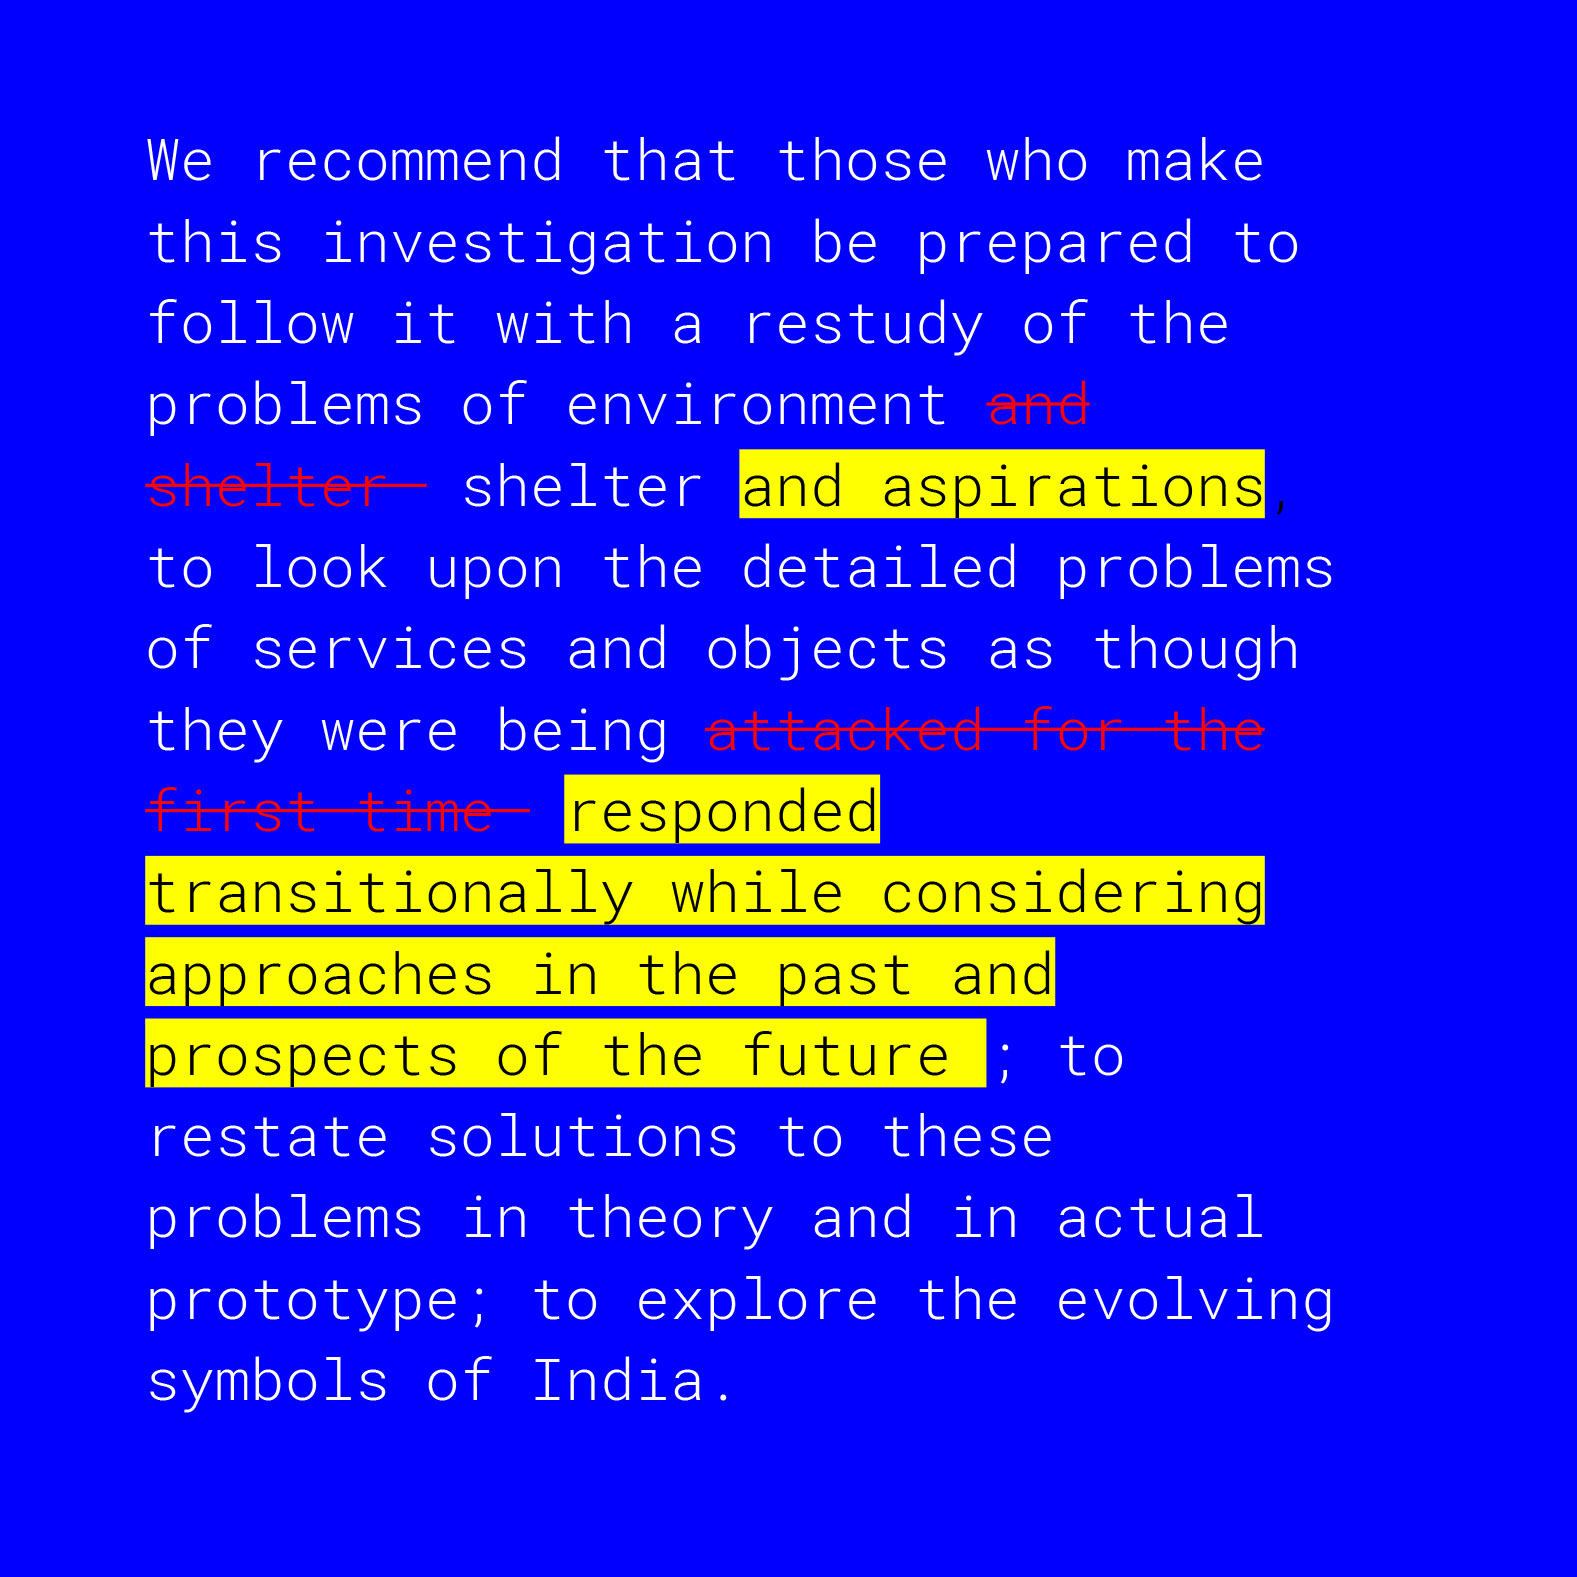 We recommend that those who make
this investigation be prepared to
follow it with a restudy of the
problems of environment and
shelter shelter and aspirations,
to look upon the detailed problems
of services and objects as though
they were being attacked for the
first time responded
transitionally while considering
approaches in the past and
prospects of the future ; to
restate solutions to these
problems in theory and in actual
prototype; to explore the evolving
symbols of India.